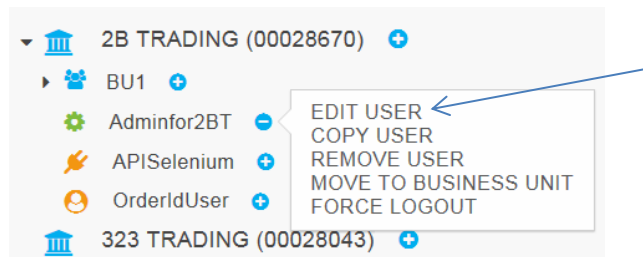 2B TRADING (00028670)
BU1
Adminfor2BT
EDIT USER
COPY USER
REMOVE USER
MOVE TO BUSINESS UNIT
FORCE LOGOUT
APISelenium
OrderIdUser
323 TRADING (00028043)